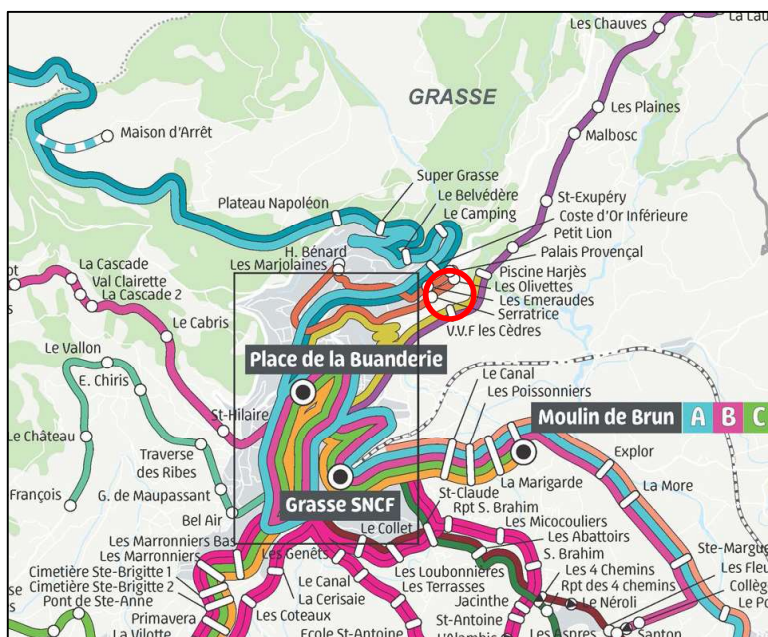 Les Chauves
GRASSE
Les Plaines
Maison d'Arrêt
Malbosc
Super Grasse
Le Belvédère
Le Camping
St-Exupéry
Plateau Napoléon
Coste d'Or Inférieure
Petit Lion
Palais Provençal
H. Bénard
Les Marjolaines
Piscine Harjès
Les Olivettes
Les Emeraudes
Serratrice
V.V.F les Cèdres
La Cascade
Val Clairette
La Cascade 2
Le Cabris
Le Vallon
E. Chiris
Place de la Buanderie
Le Canal
Les Poissonniers
St-Hilaire
Moulin de Brun A B C
Le Château
Traverse
des Ribes
G. de Maupassant
François
Bel Air
Grasse SNCF
La Marigarde
Explor
La More
St-Claude
Rpt S. Brahim
Les Micocouliers
Les Abattoirs
S. Brahim
Le Collet
Les Marronniers Bas
Les Marronniers
Les Genêts
Cimetière Ste-Brigitte 1
Cimetière Ste-Brigitte 2
Pont de Ste-Anne
Primavera
La Vilotte
Le Canal
La Cerisaie
Les Coteaux
Ecole St-Antoine
Les Loubonnières
Les Terrasses
Jacinthe
St-Antoine
Les 4 Chemins
Rpt des 4 chemins
Le Néroli
Ste-Margue
Les Fleu
Collèg
Le Po